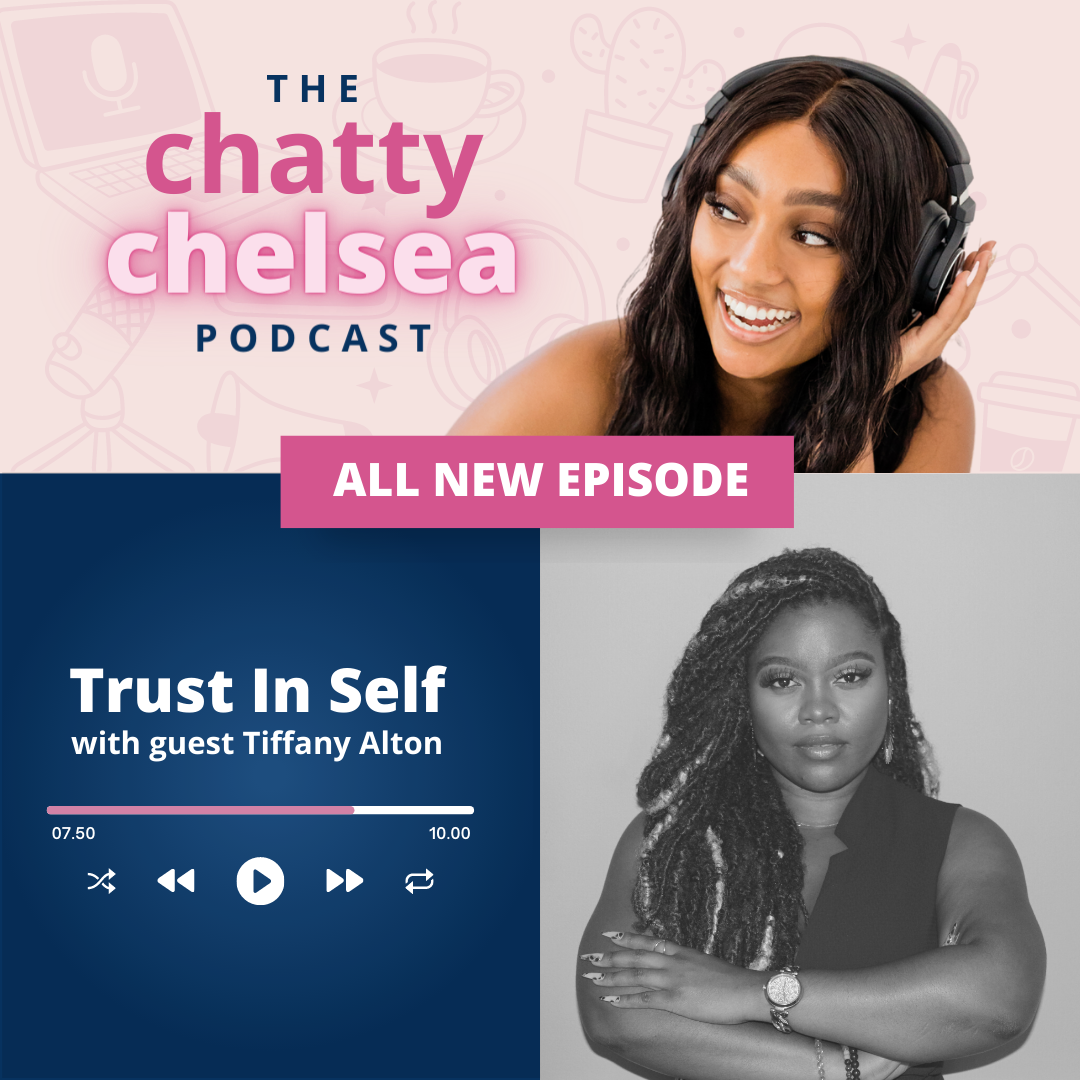 THE
chatty
chelsea
PODCAST
ALL NEW EPISODE
Trust In Self
with guest Tiffany Alton
07.50 10.00